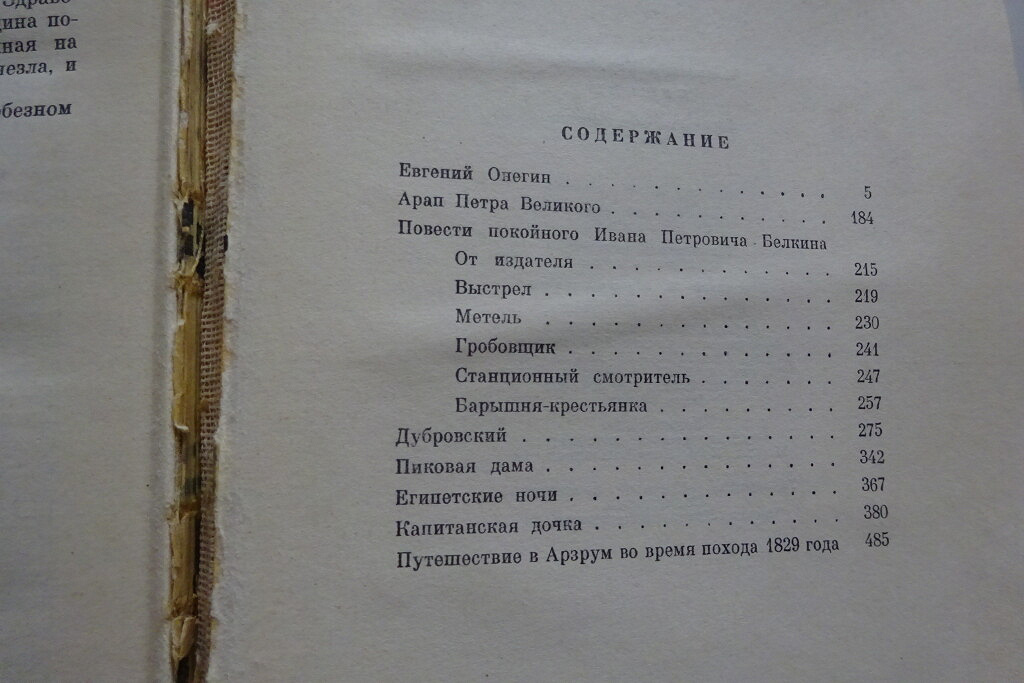 по-
на
и
СОДЕРЖАНИЕ
Евгений Онегин . . . . . . . . . . . . . 5
Арап Петра Великого . . . . . . . . . . . 184
Повести покойного Ивана Петровича Белкина
От издателя . . . . . . . . . . . 215
Выстрел . . . . . . . . . . . . . 219
Метель . . . . . . . . . . . . . 230
Гробовщик . . . . . . . . . . . . 241
Станционный смотритель . . . . . . 247
Барышня-крестьянка . . . . . . . . 257
Дубровский . . . . . . . . . . . . . . 275
Пиковая дама . . . . . . . . . . . . . 342
Египетские ночи . . . . . . . . . . . . 367
Капитанская дочка . . . . . . . . . . . 380
Путешествие в Арзрум во время похода 1829 года 485